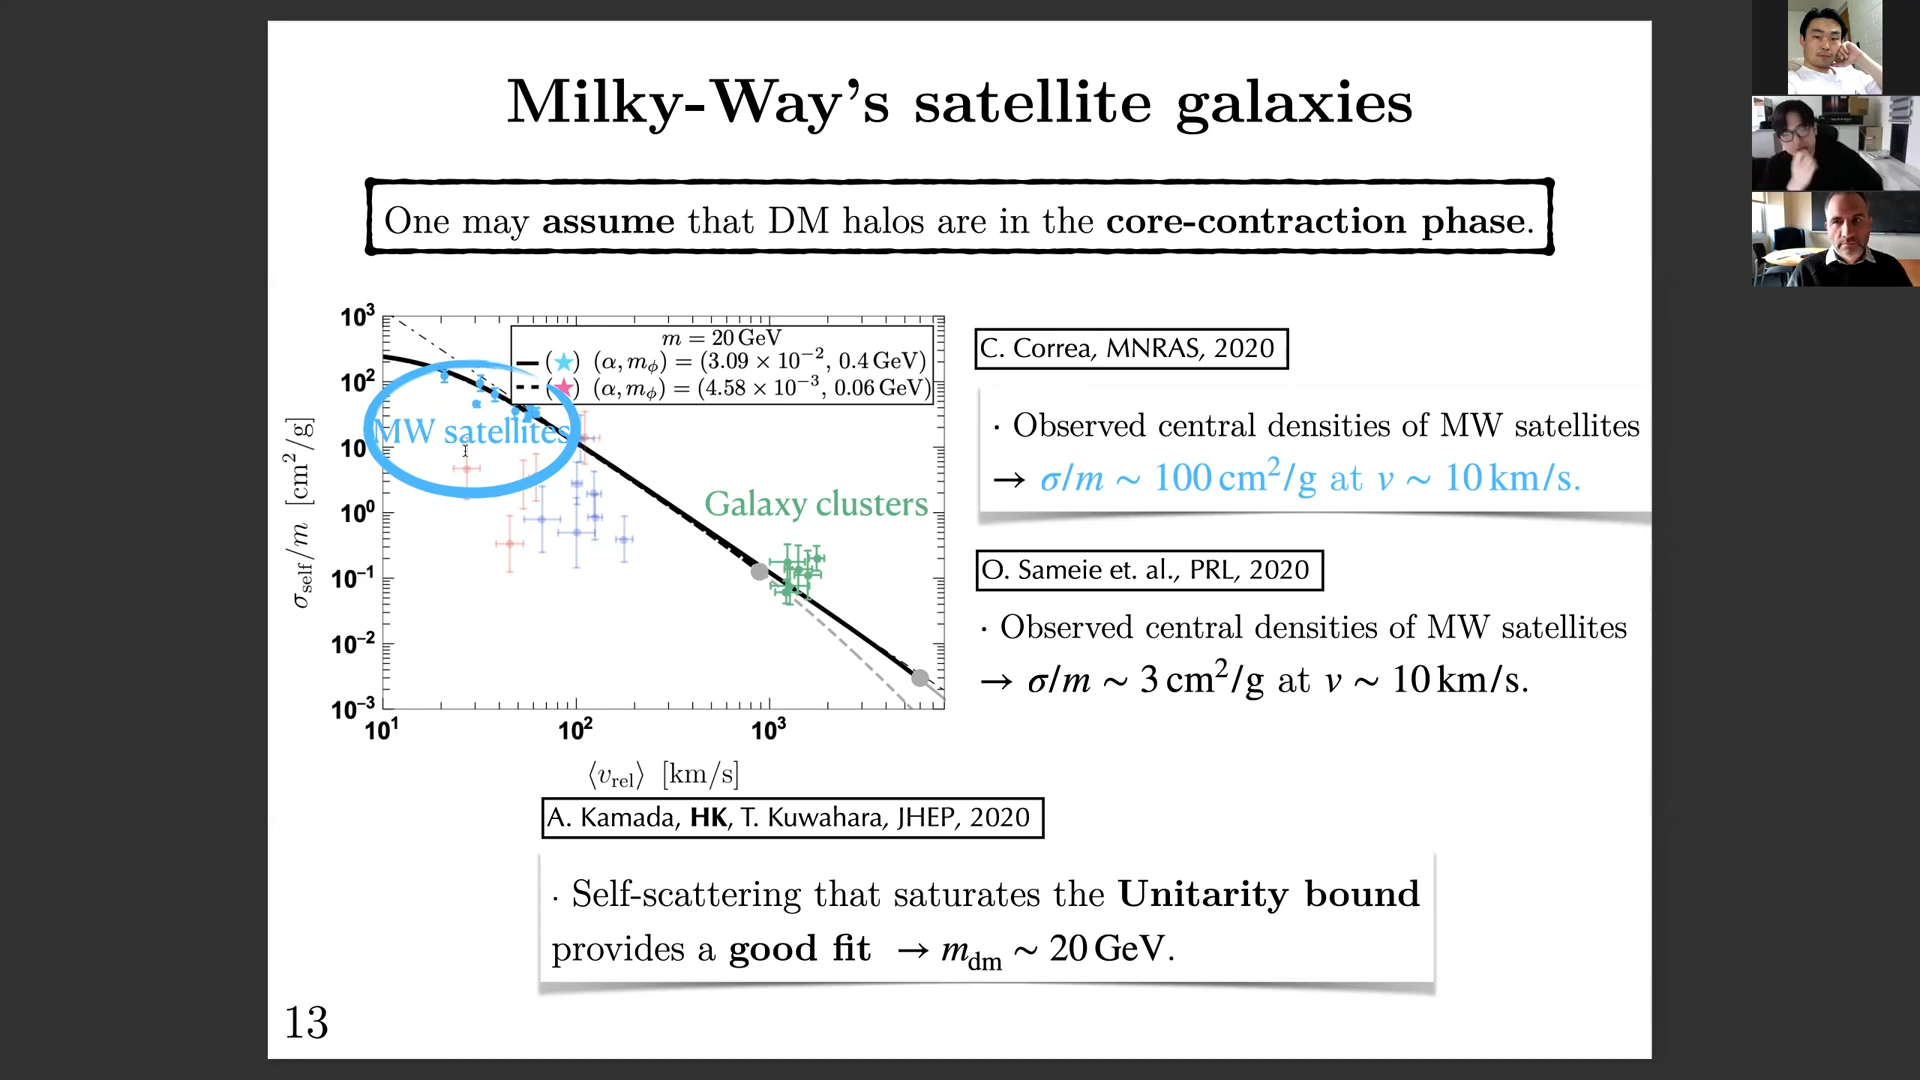 Milky-Way's satellite galaxies
One may assume that DM halos are in the core-contraction phase.
10³
10²
10¹
10⁰
10⁻¹
10⁻²
10⁻³
σ_self/m [cm²/g]
m = 20 GeV
(★) (α, m_ϕ) = (3.09 × 10⁻², 0.4 GeV)
(★) (α, m_ϕ) = (4.58 × 10⁻³, 0.06 GeV)
MW satellites
Galaxy clusters
10¹ 10² 10³
⟨v_rel⟩ [km/s]
C. Correa, MNRAS, 2020
· Observed central densities of MW satellites
→ σ/m ∼ 100 cm²/g at v ∼ 10 km/s.
O. Sameie et. al., PRL, 2020
· Observed central densities of MW satellites
→ σ/m ∼ 3 cm²/g at v ∼ 10 km/s.
A. Kamada, HK, T. Kuwahara, JHEP, 2020
· Self-scattering that saturates the Unitarity bound
provides a good fit → m_dm ∼ 20 GeV.
13